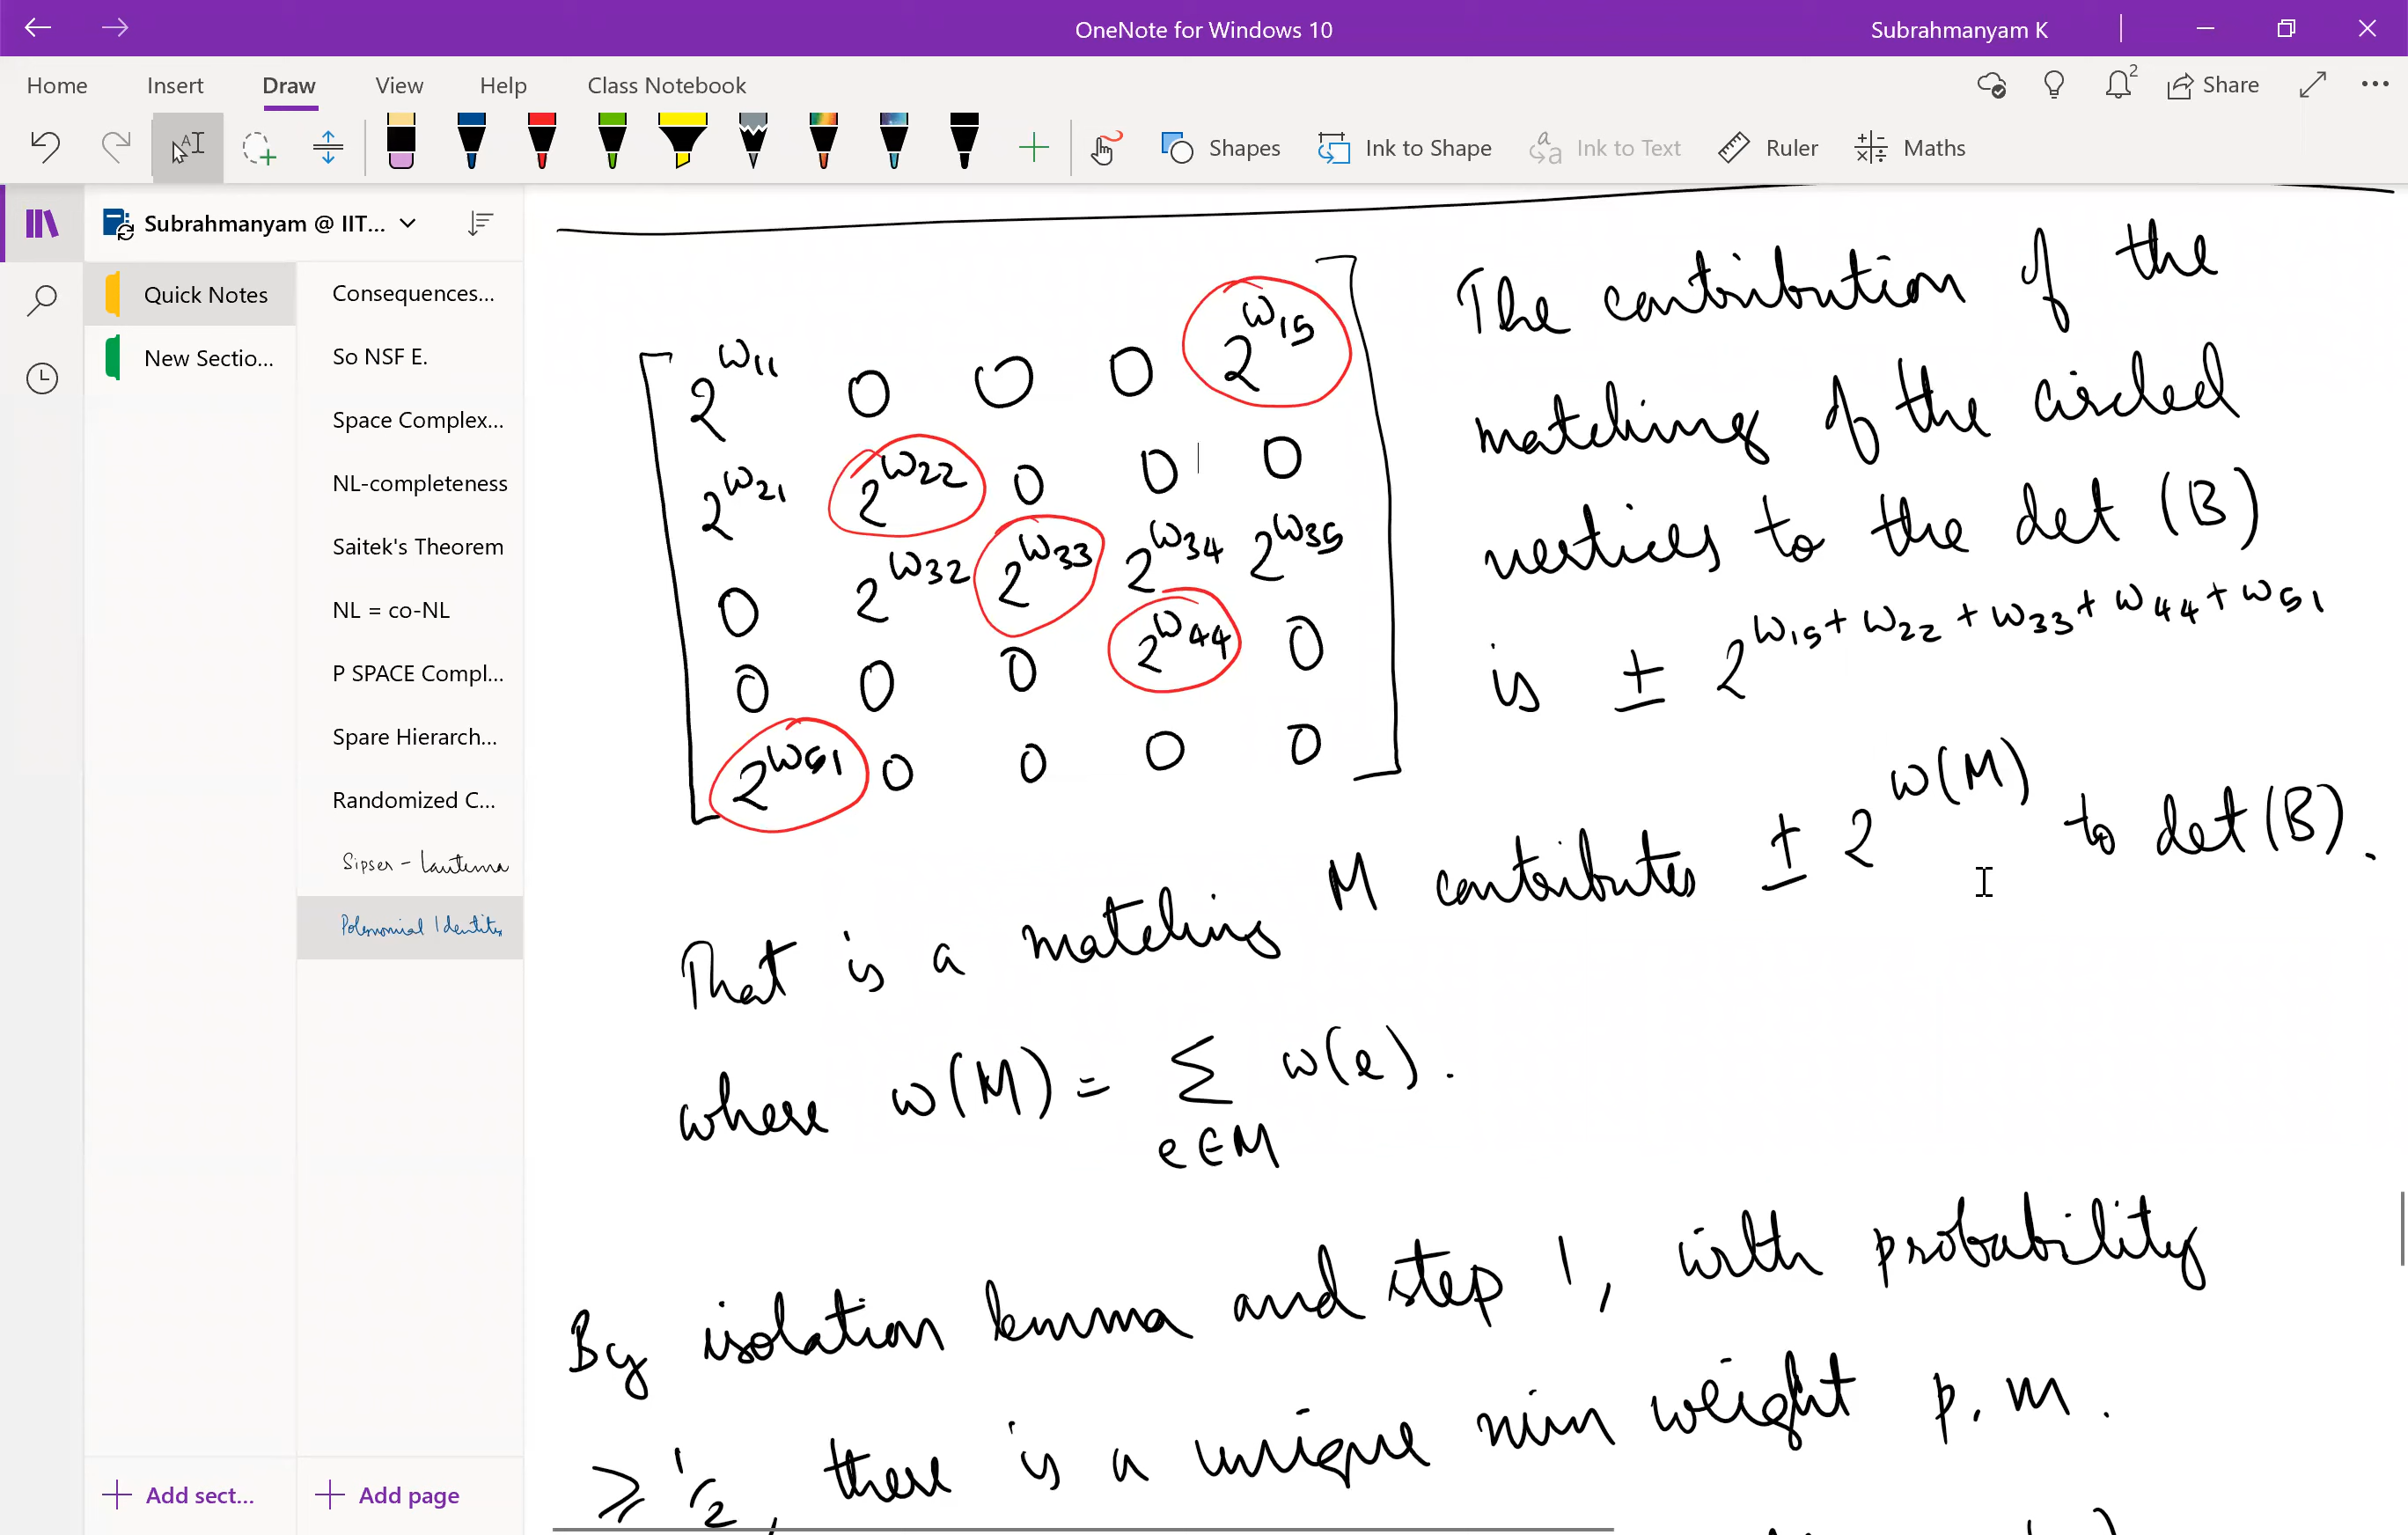 OneNote for Windows 10
Subrahmanyam K
Home Insert Draw View Help Class Notebook
2 Share
Shapes Ink to Shape Ink to Text Ruler Maths
Subrahmanyam @ IIT...
Quick Notes
New Sectio...
Consequences...
So NSF E.
Space Complex...
NL-completeness
Saitek's Theorem
NL = co-NL
P SPACE Compl...
Spare Hierarch...
Randomized C...
Sipser - Lautema
Polynomial Identities
Add sect...
Add page
2^w11 0 0 0 2^w15
2^w21 2^w22 0 0 0
0 2^w32 2^w33 2^w34 2^w35
0 0 0 2^w44 0
2^w51 0 0 0 0
The contribution of the
matching of the circled
vertices to the det (B)
is ± 2^w15 + w22 + w33 + w44 + w51
That is a matching M contributes ± 2^w(M) to det(B).
where w(M) = Σ w(e).
e∈M
By isolation lemma and step 1, with probability
≥ 1/2, there is a unique min weight p.m.